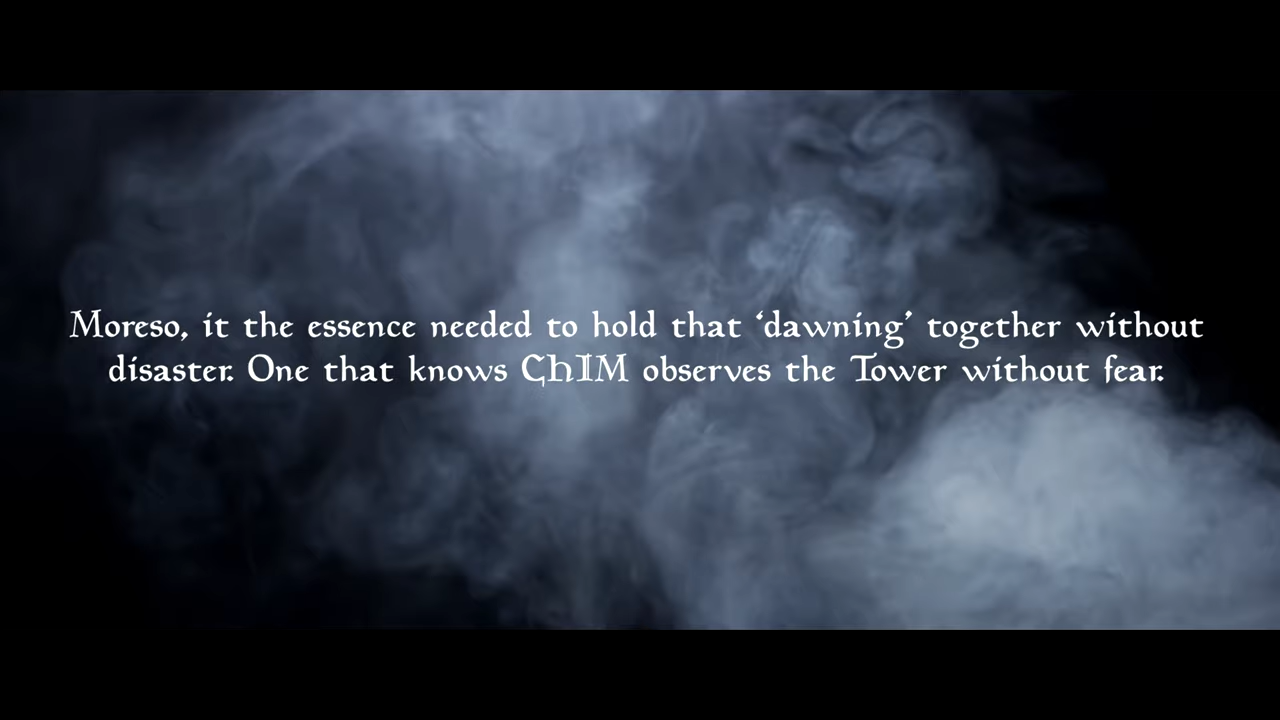 Moreso, it the essence needed to hold that ‘dawning’ together without
disaster. One that knows CHIM observes the Tower without fear.